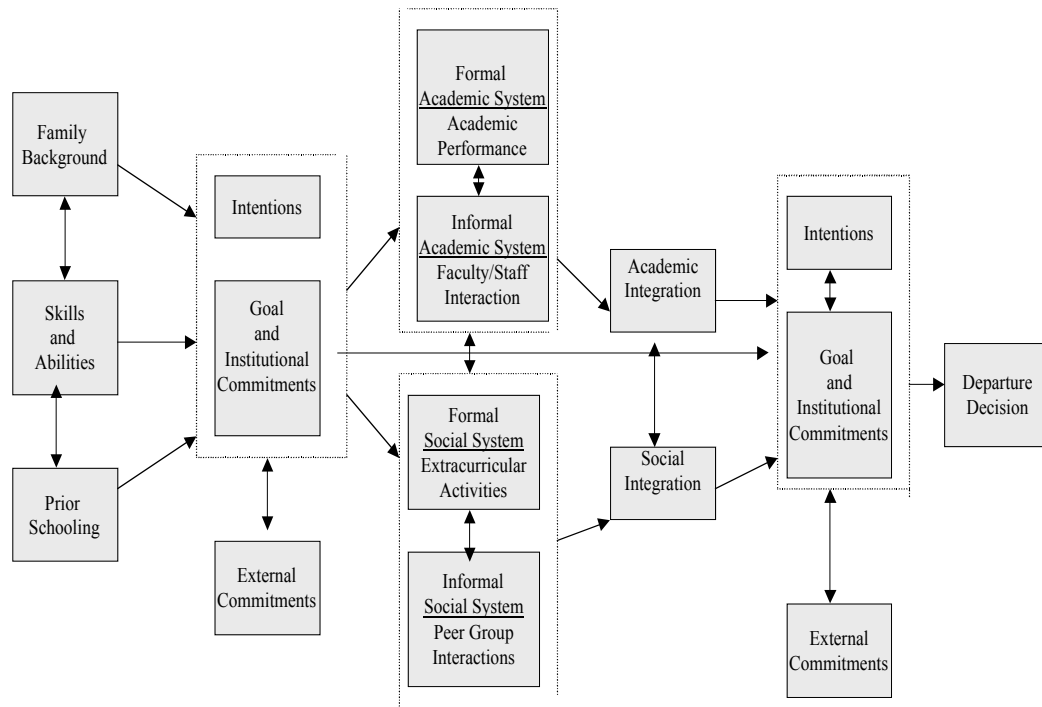 Family
Background
Skills
and
Abilities
Prior
Schooling
Intentions
Goal
and
Institutional
Commitments
External
Commitments
Formal
Academic System
Academic
Performance
Informal
Academic System
Faculty/Staff
Interaction
Formal
Social System
Extracurricular
Activities
Informal
Social System
Peer Group
Interactions
Academic
Integration
Social
Integration
Intentions
Goal
and
Institutional
Commitments
External
Commitments
Departure
Decision